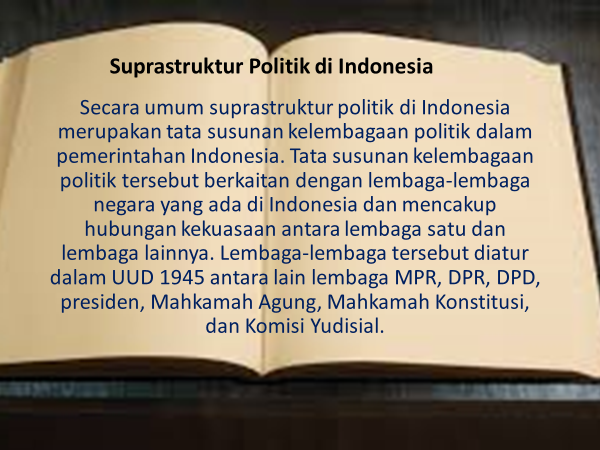 Suprastruktur Politik di Indonesia
Secara umum suprastruktur politik di Indonesia
merupakan tata susunan kelembagaan politik dalam
pemerintahan Indonesia. Tata susunan kelembagaan
politik tersebut berkaitan dengan lembaga-lembaga
negara yang ada di Indonesia dan mencakup
hubungan kekuasaan antara lembaga satu dan
lembaga lainnya. Lembaga-lembaga tersebut diatur
dalam UUD 1945 antara lain lembaga MPR, DPR, DPD,
presiden, Mahkamah Agung, Mahkamah Konstitusi,
dan Komisi Yudisial.